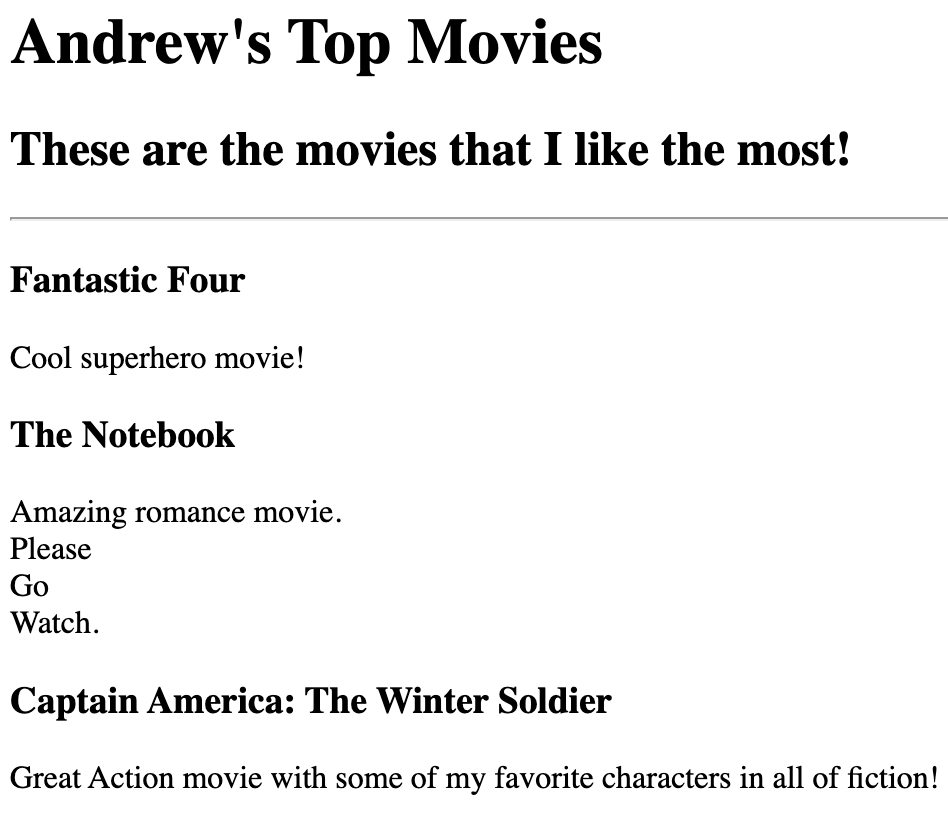 Andrew's Top Movies
These are the movies that I like the most!
Fantastic Four
Cool superhero movie!
The Notebook
Amazing romance movie.
Please
Go
Watch.
Captain America: The Winter Soldier
Great Action movie with some of my favorite characters in all of fiction!